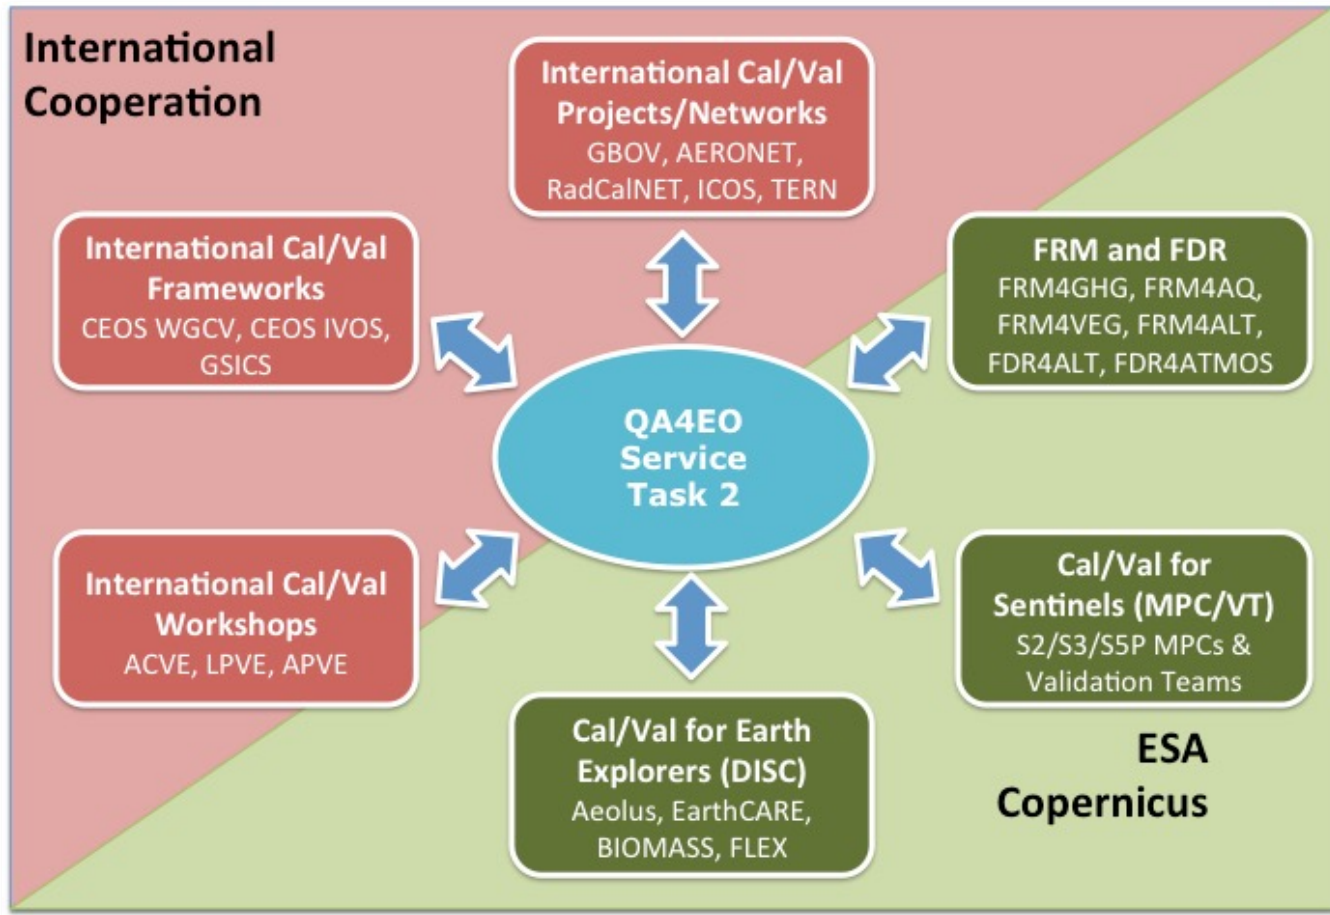 International
Cooperation
International Cal/Val
Projects/Networks
GBOV, AERONET,
RadCalNET, ICOS, TERN
International Cal/Val
Frameworks
CEOS WGCV, CEOS IVOS,
GSICS
FRM and FDR
FRM4GHG, FRM4AQ,
FRM4VEG, FRM4ALT,
FDR4ALT, FDR4ATMOS
QA4EO
Service
Task 2
International Cal/Val
Workshops
ACVE, LPVE, APVE
Cal/Val for
Sentinels (MPC/VT)
S2/S3/S5P MPCs &
Validation Teams
Cal/Val for Earth
Explorers (DISC)
Aeolus, EarthCARE,
BIOMASS, FLEX
ESA
Copernicus